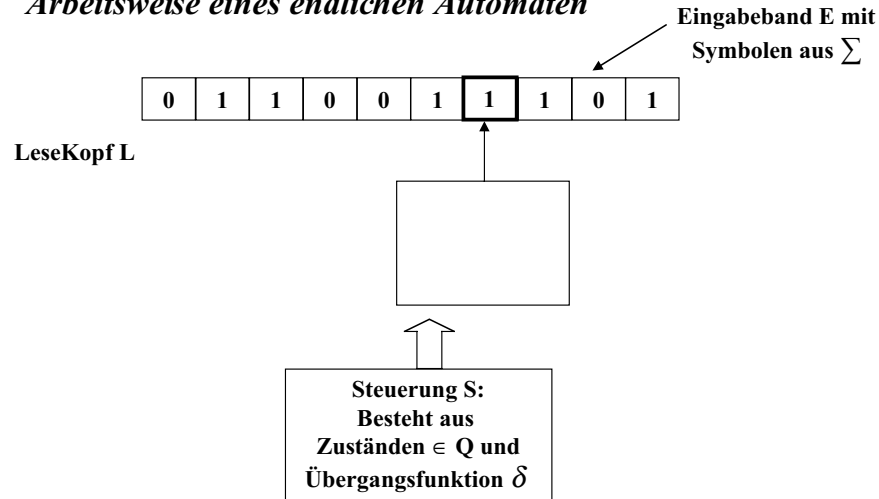 Arbeitsweise eines endlichen Automaten
Eingabeband E mit
Symbolen aus ∑
0 1 1 0 0 1 1 1 0 1
LeseKopf L
Steuerung S:
Besteht aus
Zuständen ∈ Q und
Übergangsfunktion δ